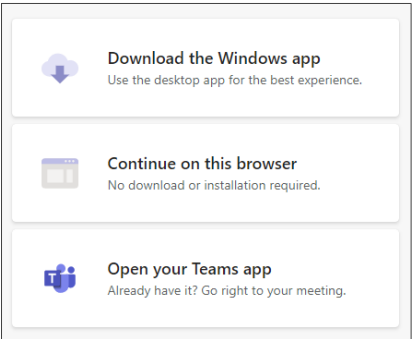 Download the Windows app
Use the desktop app for the best experience.
Continue on this browser
No download or installation required.
T
Open your Teams app
Already have it? Go right to your meeting.